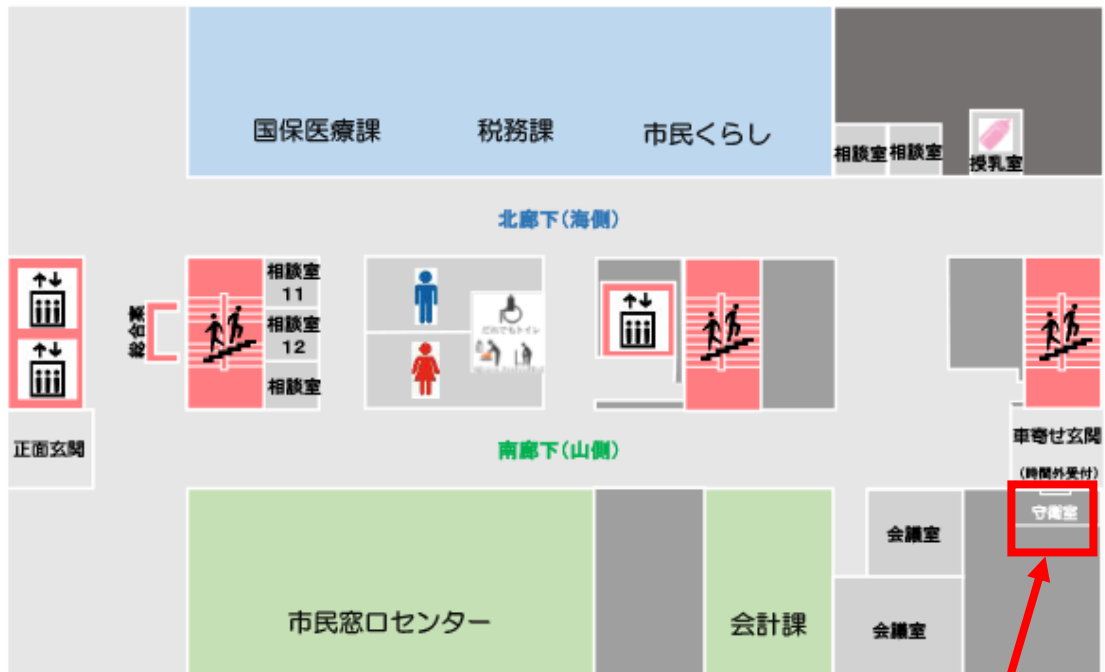 国保医療課
税務課
市民くらし
相談室
相談室
授乳室
北廊下(海側)
相談室
11
相談室
12
相談室
総合案
だれでもトイレ
正面玄関
南廊下(山側)
車寄せ玄関
(時間外受付)
守衛室
会議室
市民窓口センター
会計課
会議室